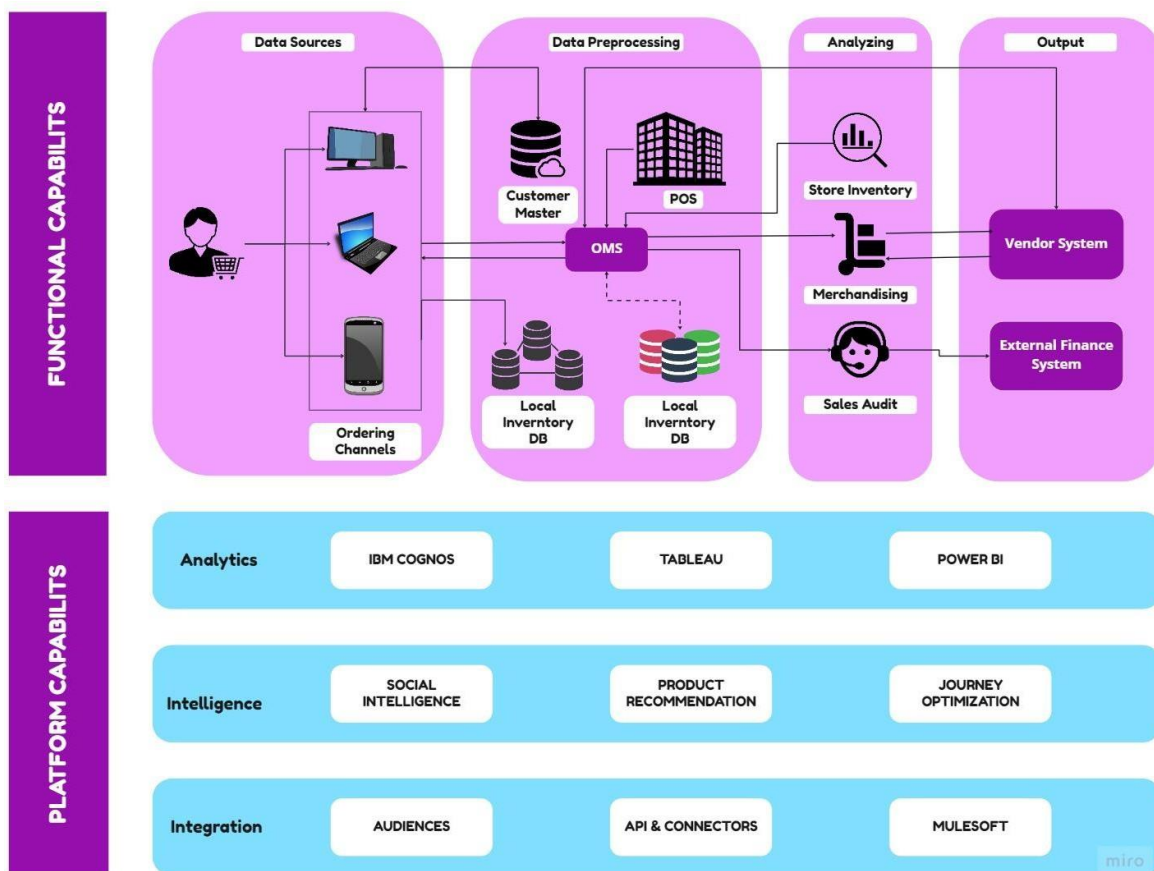 FUNCTIONAL CAPABILITS
Data Sources
Data Preprocessing
Analyzing
Output
Customer
Master
POS
Store Inventory
OMS
Vendor System
Merchandising
External Finance
System
Sales Audit
Ordering
Channels
Local
Inverntory
DB
Local
Inverntory
DB
PLATFORM CAPABILITS
Analytics
IBM COGNOS
TABLEAU
POWER BI
Intelligence
SOCIAL
INTELLIGENCE
PRODUCT
RECOMMENDATION
JOURNEY
OPTIMIZATION
Integration
AUDIENCES
API & CONNECTORS
MULESOFT
miro